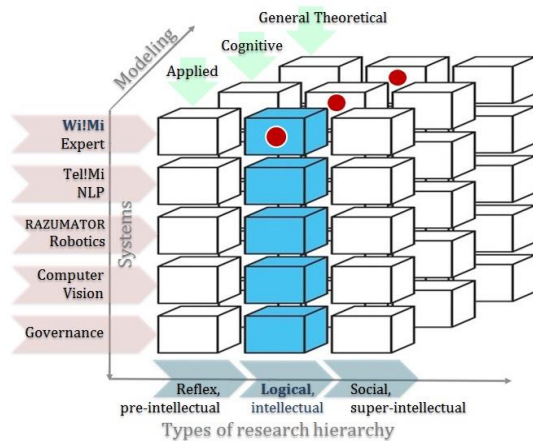 General Theoretical
Cognitive
Applied
Modeling
Wi!Mi
Expert
Tel!Mi
NLP
RAZUMATOR
Robotics
Systems
Computer
Vision
Governance
Reflex, Logical, Social,
pre-intellectual intellectual super-intellectual
Types of research hierarchy